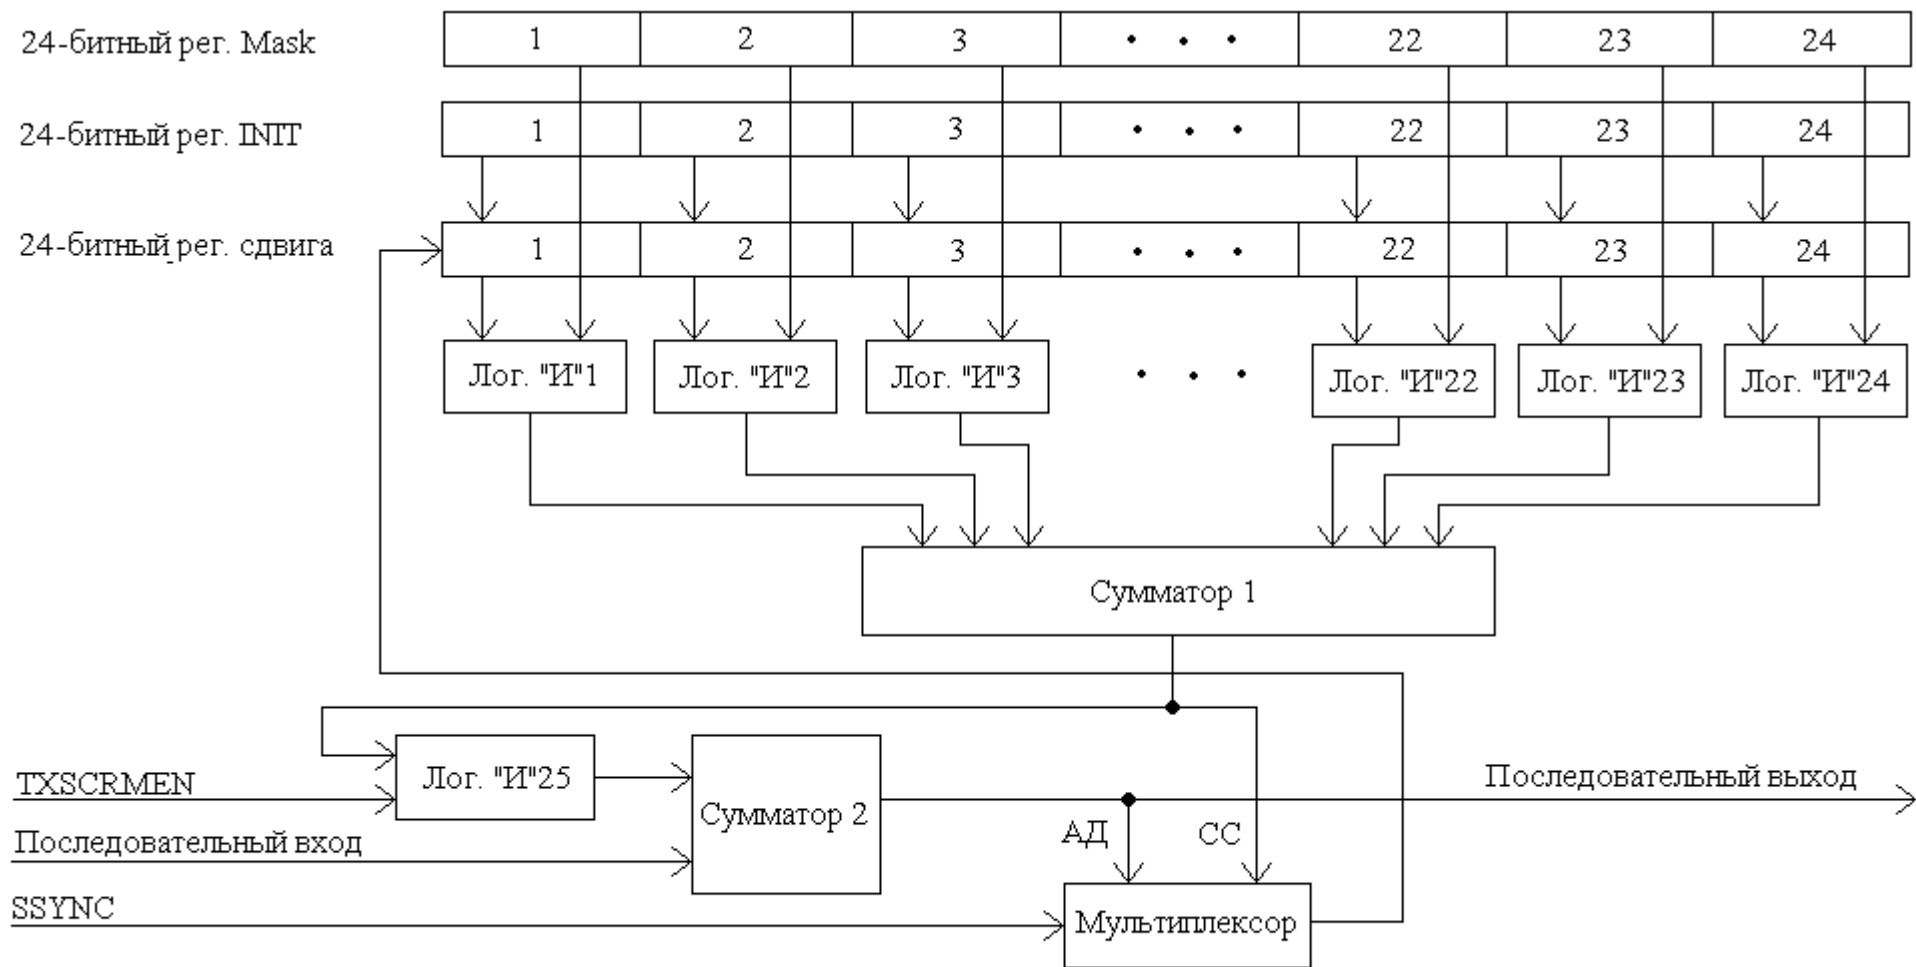 24-битный рег. Mask 1 2 3 • • • 22 23 24
24-битный рег. INIT 1 2 3 • • • 22 23 24
24-битный рег. сдвига 1 2 3 • • • 22 23 24
Лог. "И"1 Лог. "И"2 Лог. "И"3 • • • Лог. "И"22 Лог. "И"23 Лог. "И"24
Сумматор 1
TXSCRMEN
Лог. "И"25
Сумматор 2
Последовательный выход
Последовательный вход
АД
СС
SSYNC
Мультиплексор